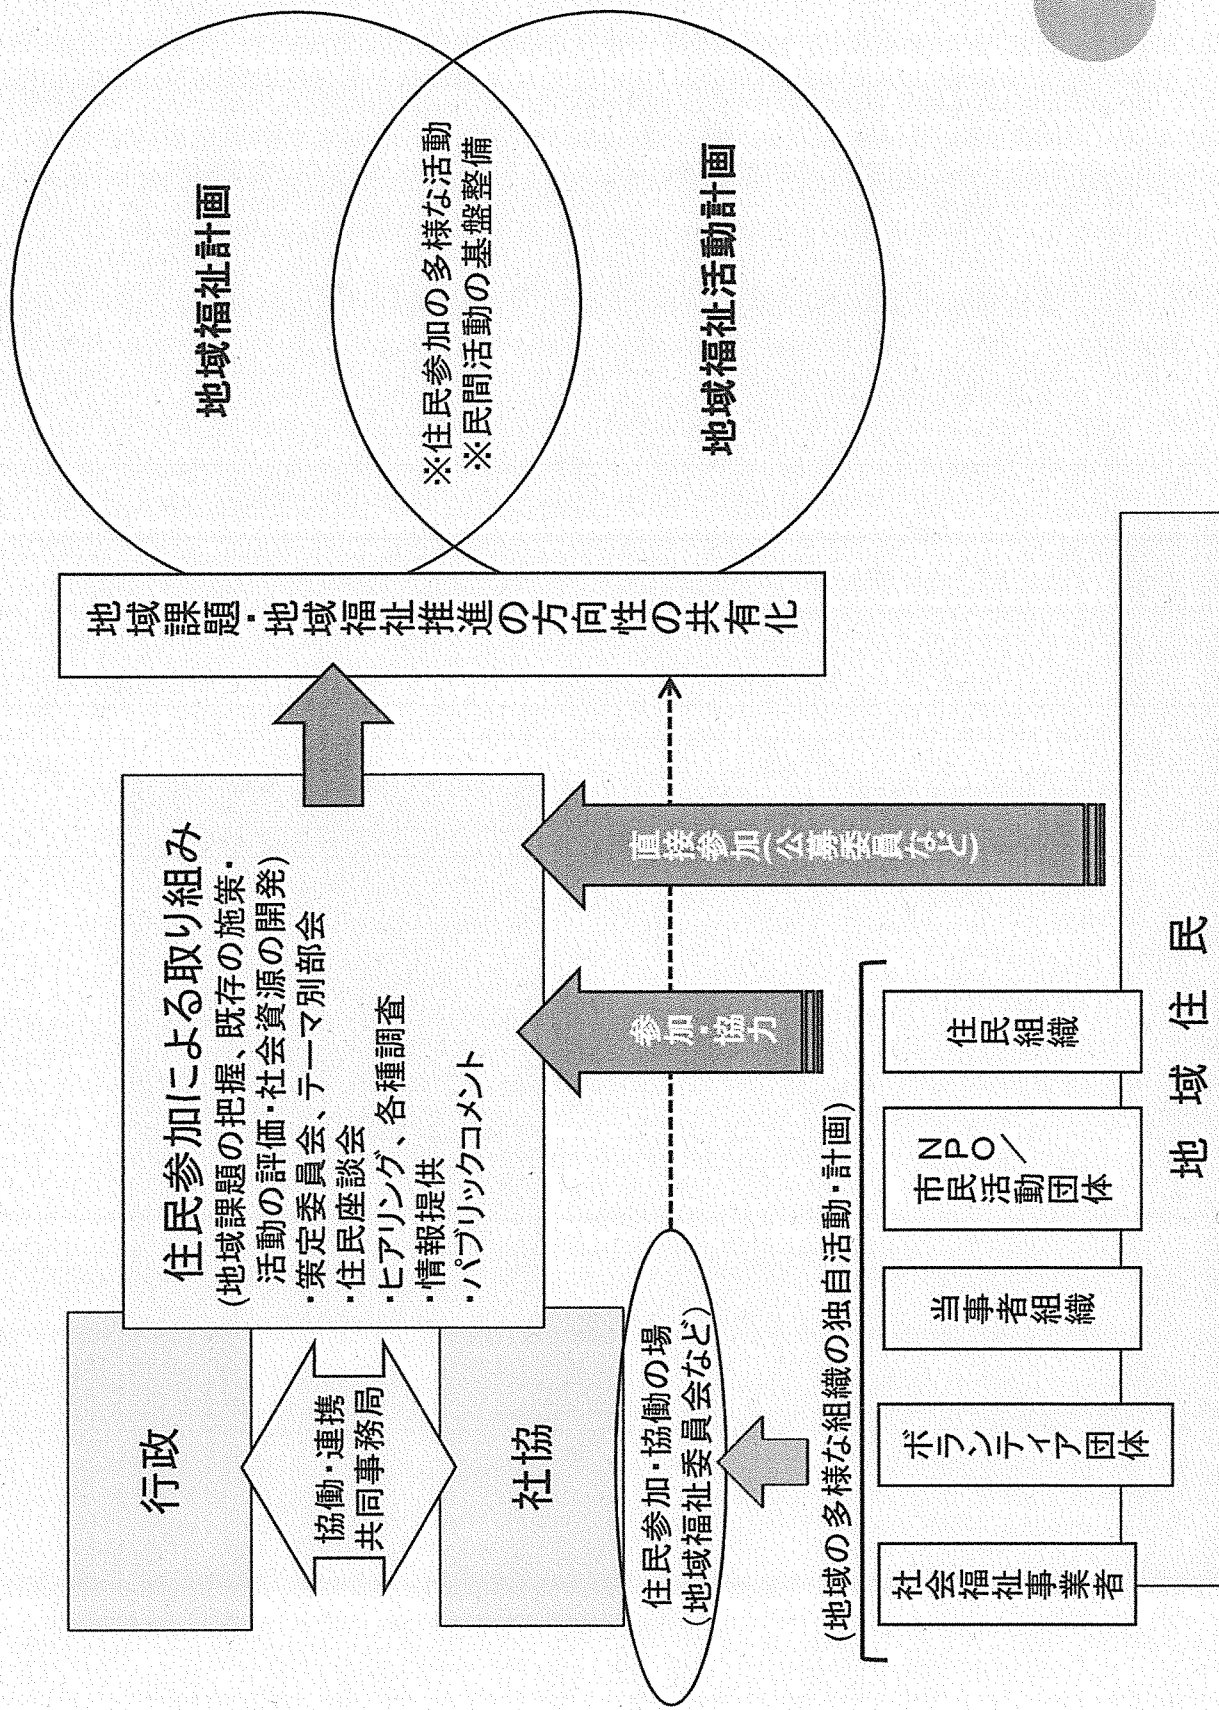 行政
協働・連携
共同事務局
社協
住民参加・協働の場
(地域福祉委員会など)
住民参加による取り組み
(地域課題の把握、既存の施策・
活動の評価・社会資源の開発)
・策定委員会、テーマ別部会
・住民座談会
・ヒアリング、各種調査
・情報提供
・パブリックコメント
地域課題・地域福祉推進の方向性の共有化
地域福祉計画
※住民参加の多様な活動
※民間活動の基盤整備
地域福祉活動計画
参加・協力
直接参加(公募委員など)
(地域の多様な組織の独自活動・計画)
社会福祉事業者
ボランティア団体
当事者組織
NPO/
市民活動団体
住民組織
地域住民